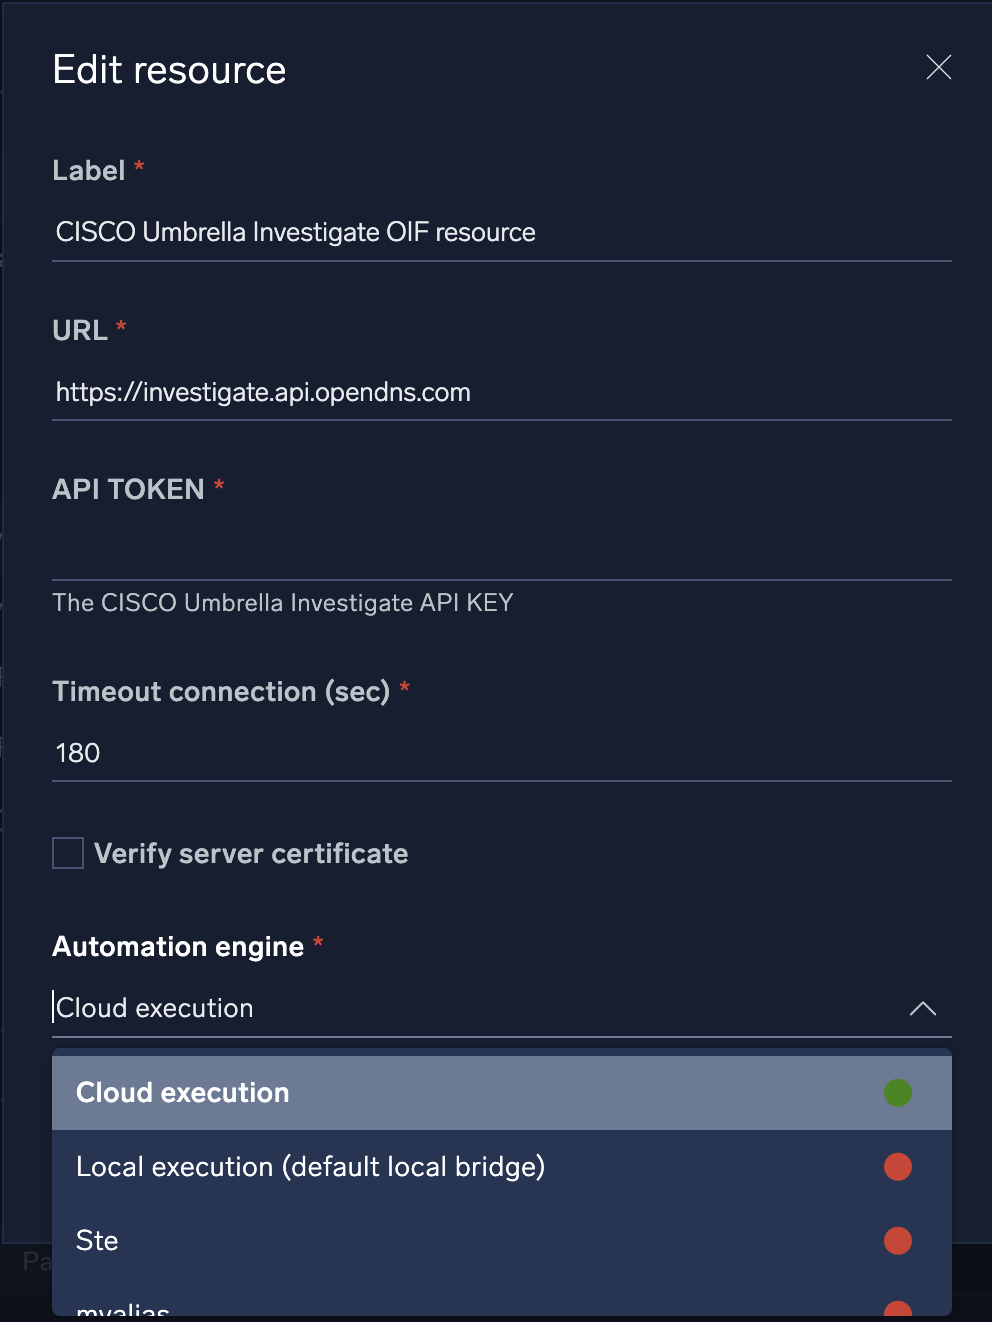 Edit resource
Label *
CISCO Umbrella Investigate OIF resource
URL *
https://investigate.api.opendns.com
API TOKEN *
The CISCO Umbrella Investigate API KEY
Timeout connection (sec) *
180
Verify server certificate
Automation engine *
Cloud execution
Cloud execution
Local execution (default local bridge)
Ste
myalias
Pa